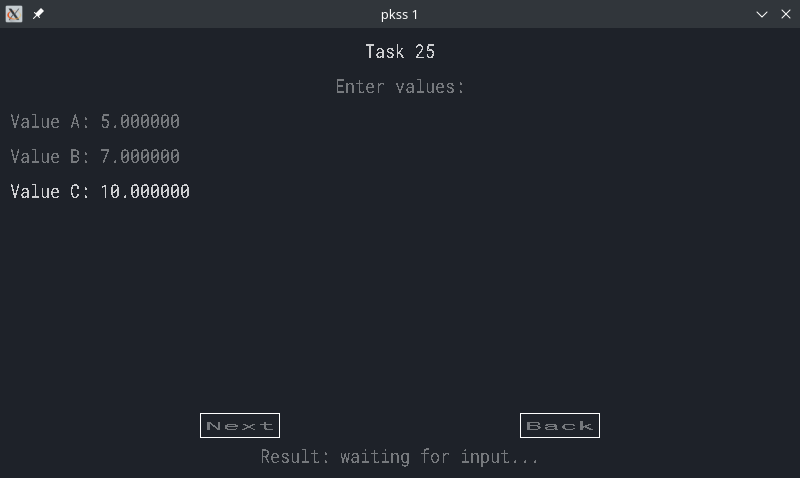 pkss 1
Task 25
Enter values:
Value A: 5.000000
Value B: 7.000000
Value C: 10.000000
Next Back
Result: waiting for input...